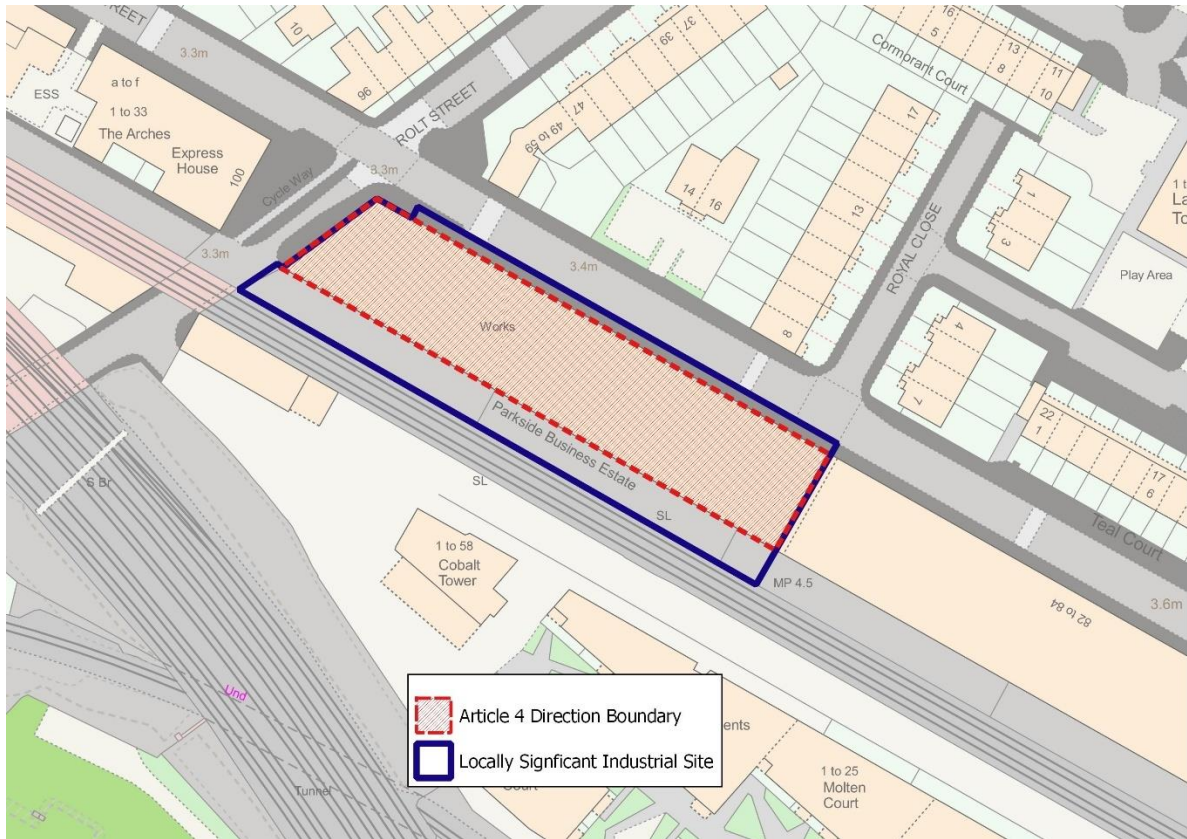 STREET
3.3m
10
96
ROLT STREET
37
39
47
49 to 59
Cormprant Court
16
5
13
8
11
10
ESS
a to f
1 to 33
The Arches
Express
House
100
Cycle Way
3.3m
3.3m
14
16
17
13
8
ROYAL CLOSE
1
3
Play Area
3.4m
Works
Parkside Business Estate
4
7
22
1
17
6
Teal Court
S Br
SL
SL
1 to 58
Cobalt
Tower
MP 4.5
82 to 84
3.6m
Und
Tunnel
Article 4 Direction Boundary
Locally Signficant Industrial Site
1 to 25
Molten
Court